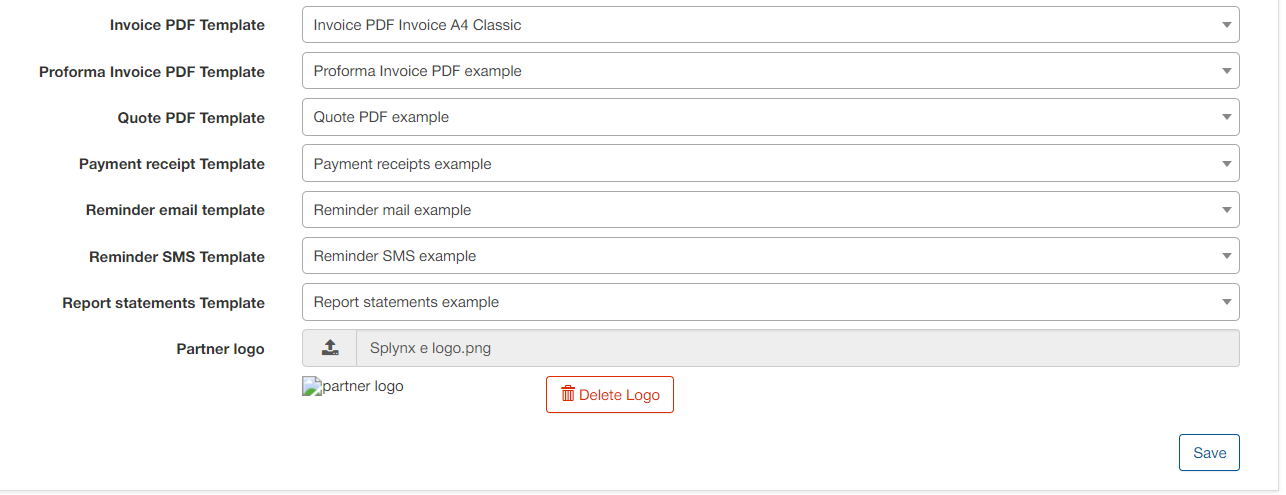 Invoice PDF Template Invoice PDF Invoice A4 Classic
Proforma Invoice PDF Template Proforma Invoice PDF example
Quote PDF Template Quote PDF example
Payment receipt Template Payment receipts example
Reminder email template Reminder mail example
Reminder SMS Template Reminder SMS example
Report statements Template Report statements example
Partner logo Splynx e logo.png
partner logo Delete Logo
Save